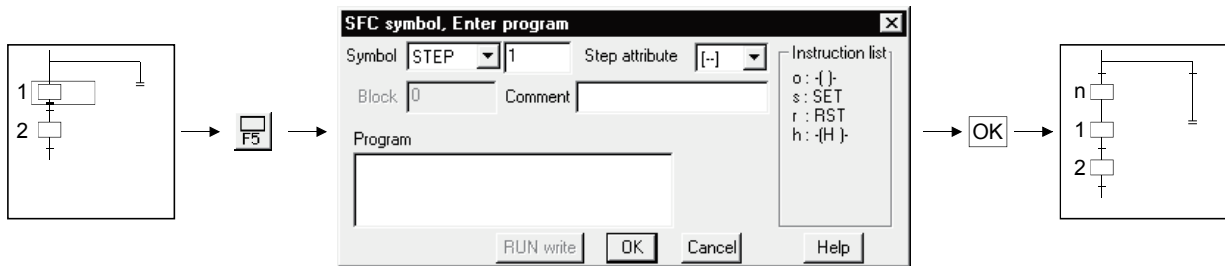 1
2
F5
SFC symbol, Enter program
Symbol STEP 1 Step attribute [--]
Block 0 Comment
Program
Instruction list
o : -( )-
s : SET
r : RST
h : -(H )-
RUN write OK Cancel Help
OK
n
1
2